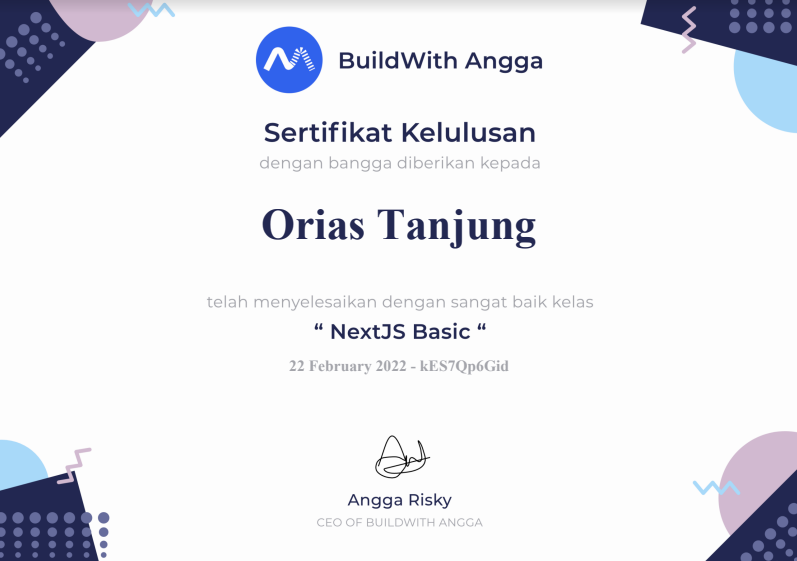 BuildWith Angga
Sertifikat Kelulusan
dengan bangga diberikan kepada
Orias Tanjung
telah menyelesaikan dengan sangat baik kelas
“ NextJS Basic “
22 February 2022 - kES7Qp6Gid
Angga Risky
CEO OF BUILDWITH ANGGA